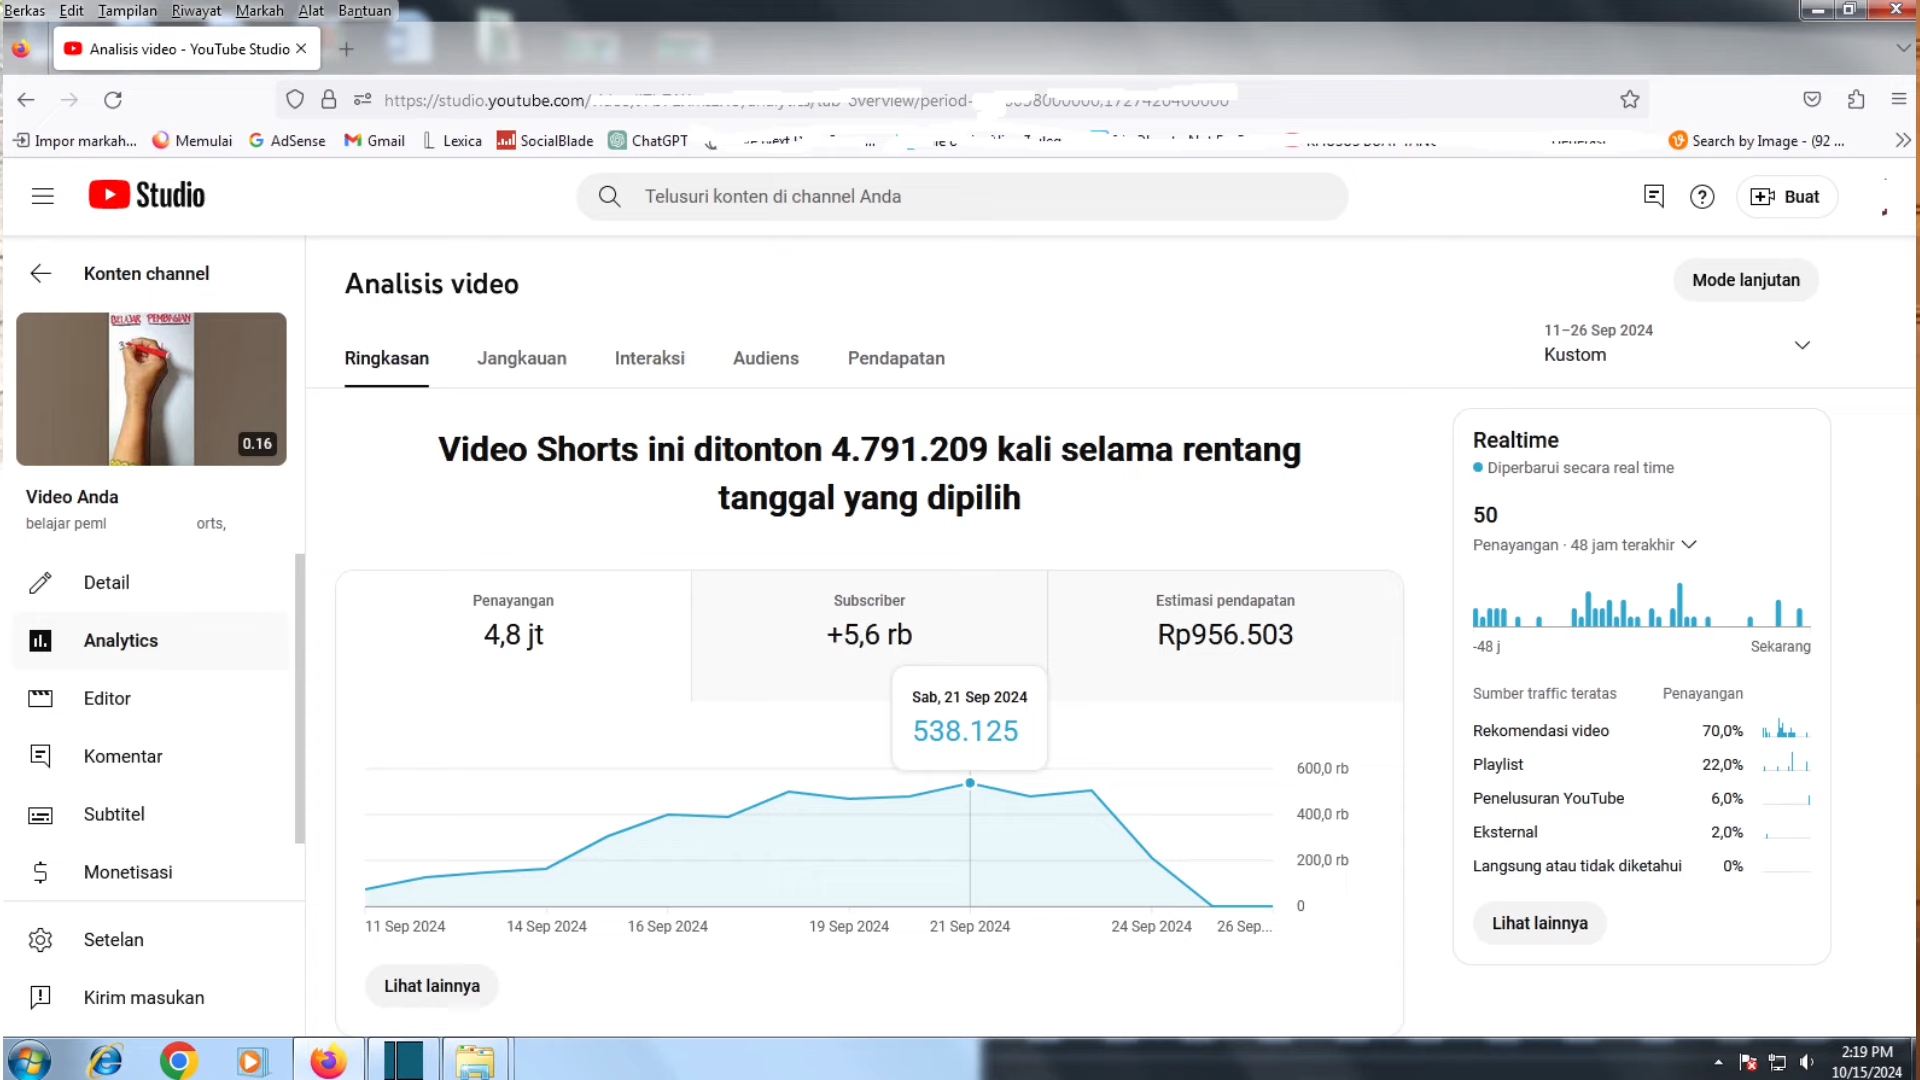 Berkas Edit Tampilan Riwayat Markah Alat Bantuan
Analisis video - YouTube Studio
https://studio.youtube.com/
Impor markah... Memulai AdSense Gmail Lexica SocialBlade ChatGPT Search by Image - (92 ...
Studio
Telusuri konten di channel Anda
Buat
Konten channel
BELAJAR PEMBAGIAN
0.16
Video Anda
belajar peml orts,
Detail
Analytics
Editor
Komentar
Subtitel
Monetisasi
Setelan
Kirim masukan
Analisis video
Mode lanjutan
Ringkasan Jangkauan Interaksi Audiens Pendapatan
11–26 Sep 2024
Kustom
Video Shorts ini ditonton 4.791.209 kali selama rentang
tanggal yang dipilih
Penayangan
4,8 jt
Subscriber
+5,6 rb
Estimasi pendapatan
Rp956.503
Sab, 21 Sep 2024
538.125
600,0 rb
400,0 rb
200,0 rb
0
11 Sep 2024 14 Sep 2024 16 Sep 2024 19 Sep 2024 21 Sep 2024 24 Sep 2024 26 Sep...
Lihat lainnya
Realtime
Diperbarui secara real time
50
Penayangan · 48 jam terakhir
-48 j Sekarang
Sumber traffic teratas Penayangan
Rekomendasi video 70,0%
Playlist 22,0%
Penelusuran YouTube 6,0%
Eksternal 2,0%
Langsung atau tidak diketahui 0%
Lihat lainnya
2:19 PM
10/15/2024